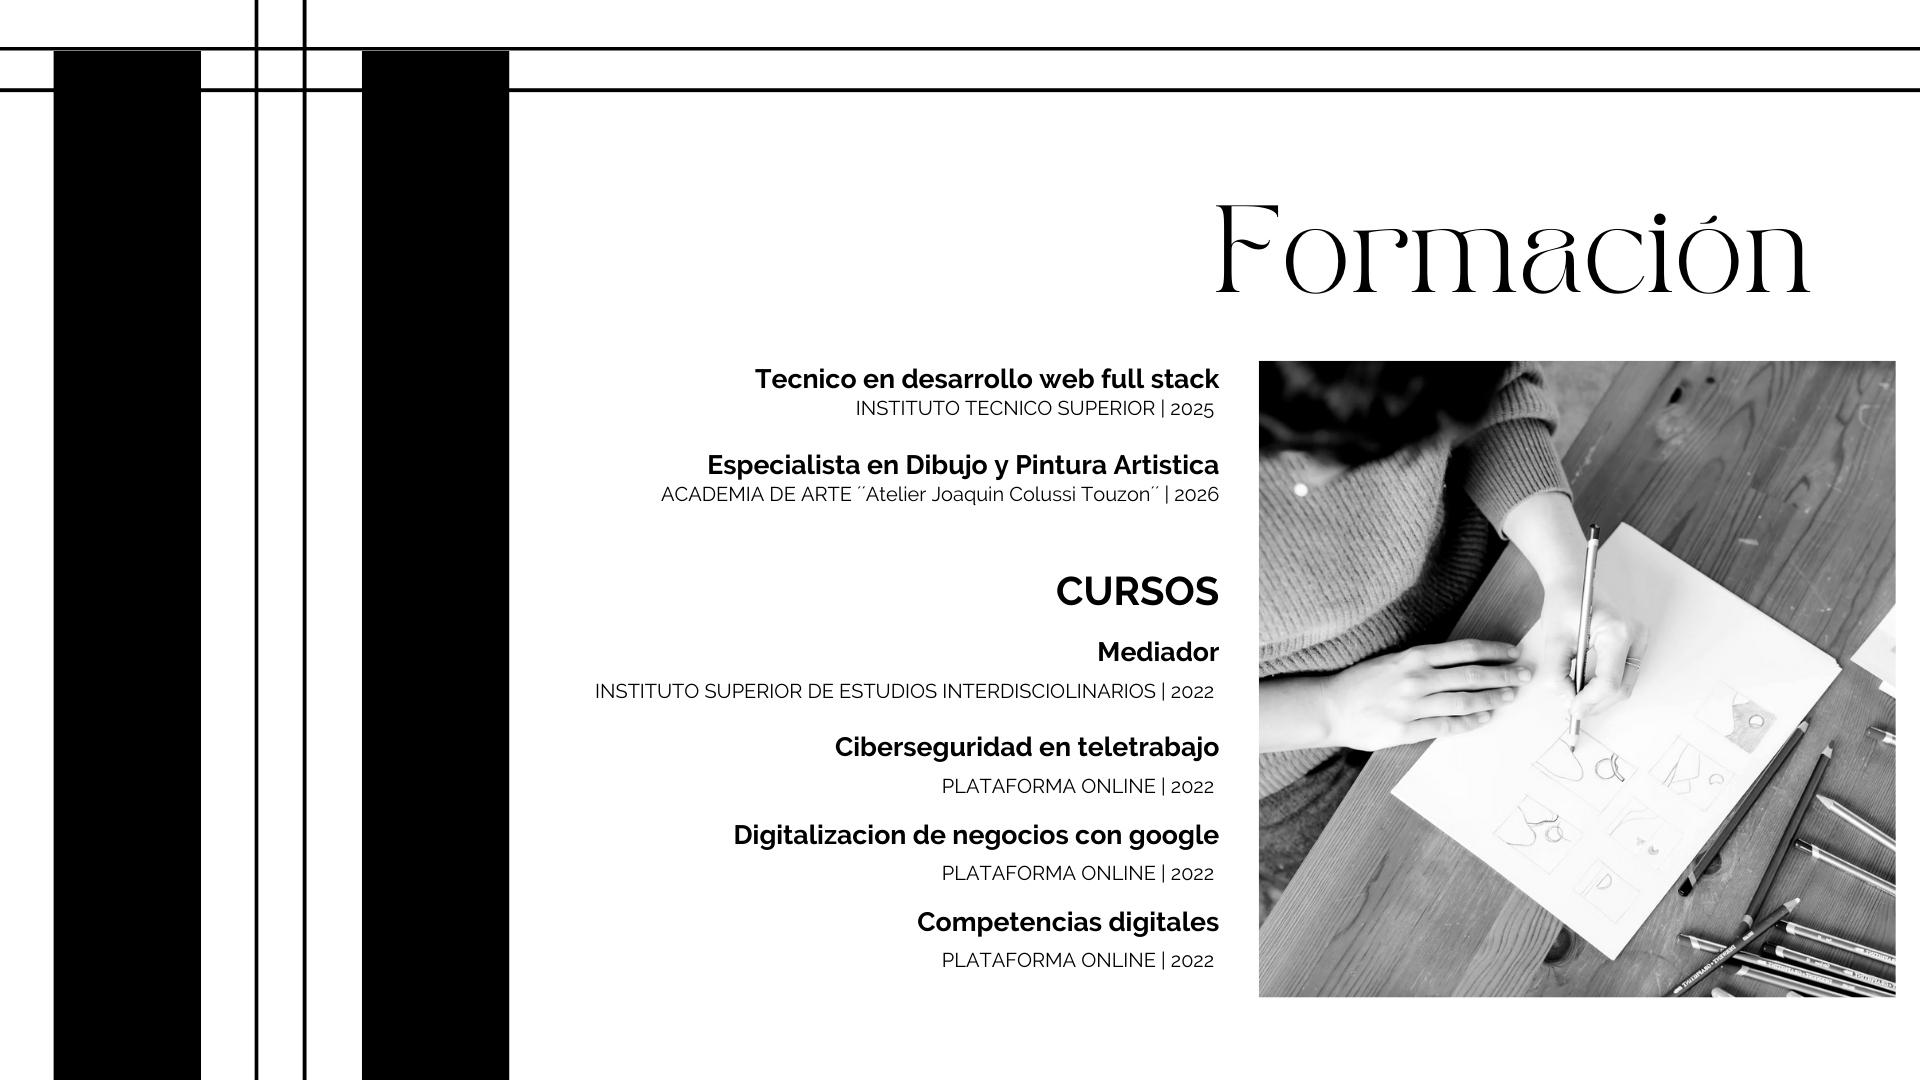 Formación
Tecnico en desarrollo web full stack
INSTITUTO TECNICO SUPERIOR | 2025
Especialista en Dibujo y Pintura Artistica
ACADEMIA DE ARTE ´´Atelier Joaquin Colussi Touzon´´ | 2026
CURSOS
Mediador
INSTITUTO SUPERIOR DE ESTUDIOS INTERDISCIOLINARIOS | 2022
Ciberseguridad en teletrabajo
PLATAFORMA ONLINE | 2022
Digitalizacion de negocios con google
PLATAFORMA ONLINE | 2022
Competencias digitales
PLATAFORMA ONLINE | 2022